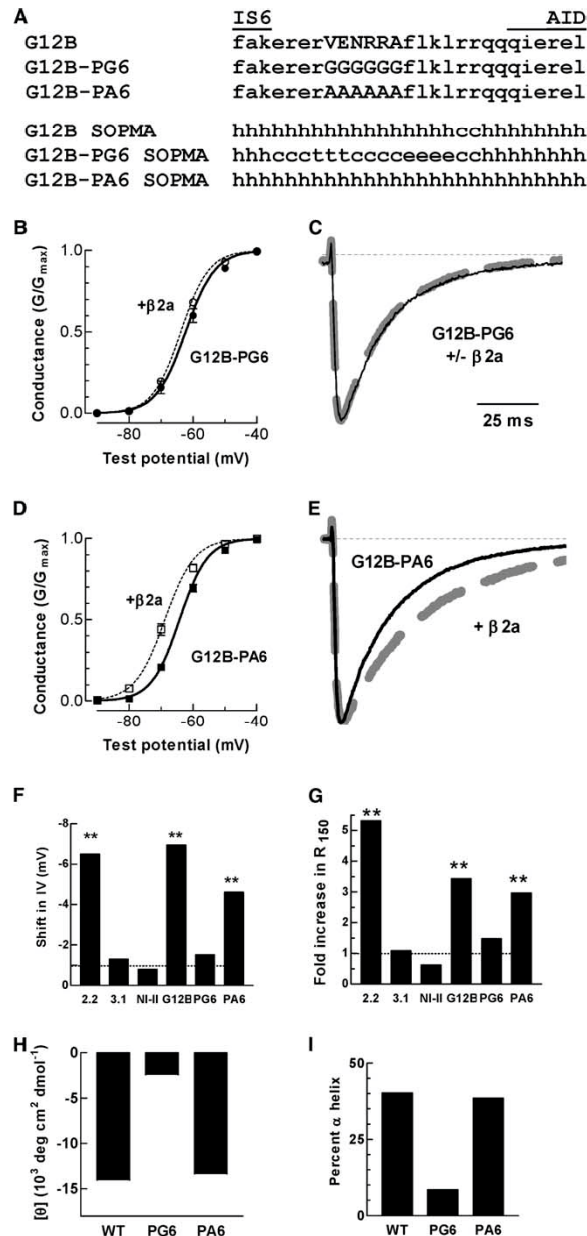 A
IS6 AID
G12B fakererVENRRAflklrrqqqqierel
G12B-PG6 fakererGGGGGGflklrrqqqqierel
G12B-PA6 fakererAAAAAAflklrrqqqqierel
G12B SOPMA hhhhhhhhhhhhhhhhhcchhhhhhhh
G12B-PG6 SOPMA hhhccctttcccceeeecchhhhhhhh
G12B-PA6 SOPMA hhhhhhhhhhhhhhhhhhhhhhhhhhh
B
Conductance (G/Gmax)
1.0
0.5
0.0
+β2a
G12B-PG6
-80 -60 -40
Test potential (mV)
C
G12B-PG6
+/- β 2a
25 ms
D
Conductance (G/Gmax)
1.0
0.5
0.0
+β2a
G12B-PA6
-80 -60 -40
Test potential (mV)
E
G12B-PA6
+ β 2a
F
Shift in IV (mV)
-8
-6
-4
-2
0
** ** **
2.2 3.1 NI-II G12B PG6 PA6
G
Fold increase in R150
5
4
3
2
1
0
** ** **
2.2 3.1 NI-II G12B PG6 PA6
H
[θ] (10³ deg cm² dmol⁻¹)
0
-5
-10
-15
WT PG6 PA6
I
Percent α helix
50
25
0
WT PG6 PA6